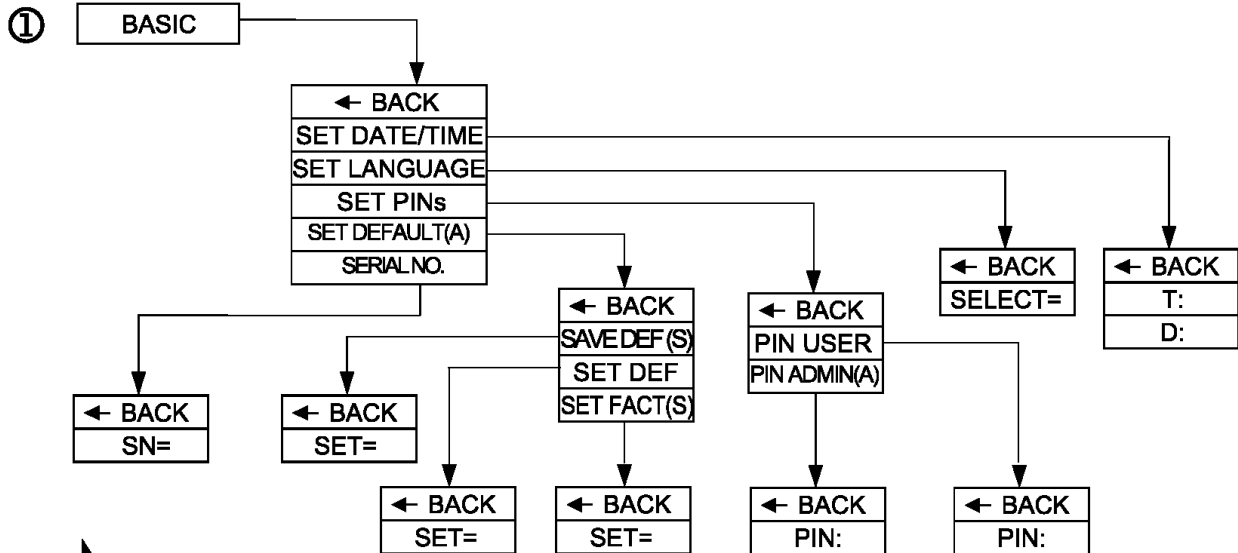 ① BASIC
← BACK
SET DATE/TIME
SET LANGUAGE
SET PINs
SET DEFAULT(A)
SERIAL NO.
← BACK
SELECT=
← BACK
T:
D:
← BACK
SAVE DEF(S)
SET DEF
SET FACT(S)
← BACK
PIN USER
PIN ADMIN(A)
← BACK
SN=
← BACK
SET=
← BACK
SET=
← BACK
SET=
← BACK
PIN:
← BACK
PIN: